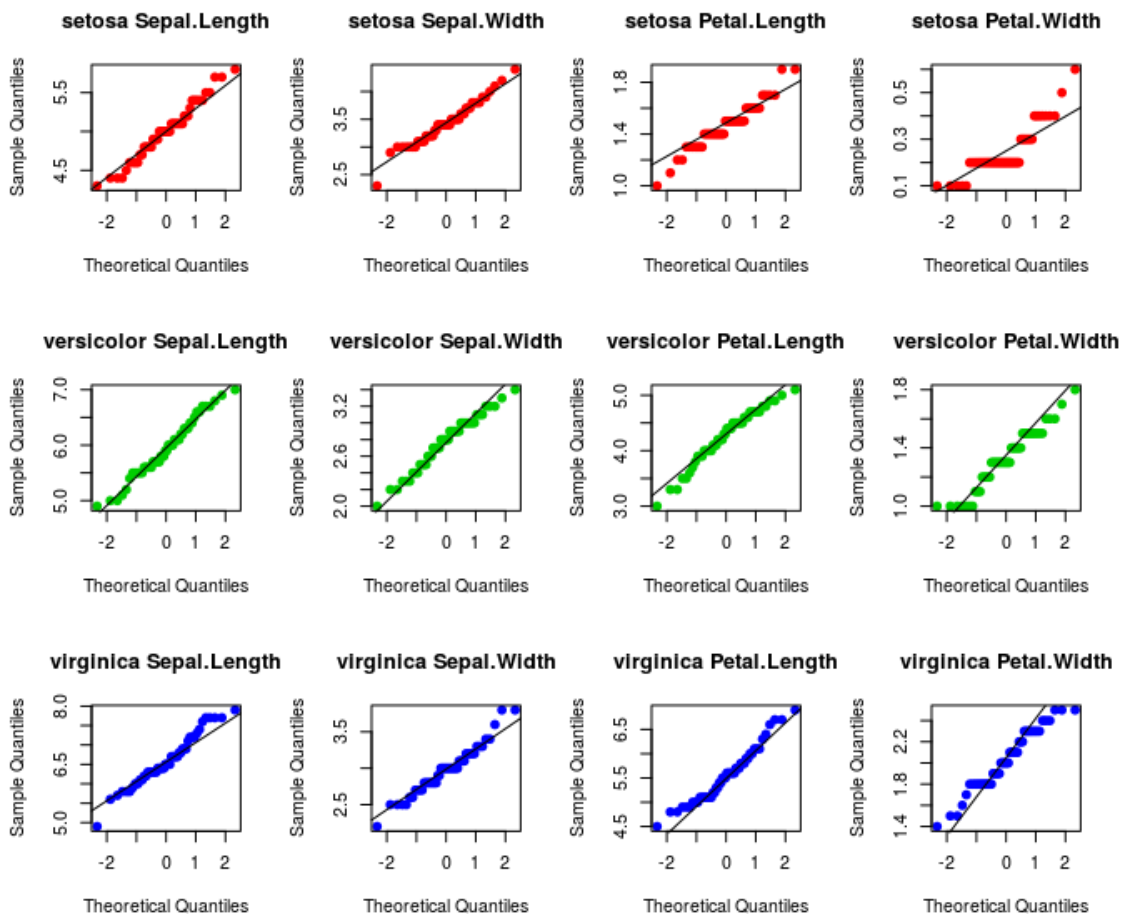 setosa Sepal.Length
setosa Sepal.Width
setosa Petal.Length
setosa Petal.Width
Sample Quantiles
4.5 5.5
-2 0 1 2
Theoretical Quantiles
Sample Quantiles
2.5 3.5
-2 0 1 2
Theoretical Quantiles
Sample Quantiles
1.0 1.4 1.8
-2 0 1 2
Theoretical Quantiles
Sample Quantiles
0.1 0.3 0.5
-2 0 1 2
Theoretical Quantiles
versicolor Sepal.Length
versicolor Sepal.Width
versicolor Petal.Length
versicolor Petal.Width
Sample Quantiles
5.0 6.0 7.0
-2 0 1 2
Theoretical Quantiles
Sample Quantiles
2.0 2.6 3.2
-2 0 1 2
Theoretical Quantiles
Sample Quantiles
3.0 4.0 5.0
-2 0 1 2
Theoretical Quantiles
Sample Quantiles
1.0 1.4 1.8
-2 0 1 2
Theoretical Quantiles
virginica Sepal.Length
virginica Sepal.Width
virginica Petal.Length
virginica Petal.Width
Sample Quantiles
5.0 6.5 8.0
-2 0 1 2
Theoretical Quantiles
Sample Quantiles
2.5 3.5
-2 0 1 2
Theoretical Quantiles
Sample Quantiles
4.5 5.5 6.5
-2 0 1 2
Theoretical Quantiles
Sample Quantiles
1.4 1.8 2.2
-2 0 1 2
Theoretical Quantiles